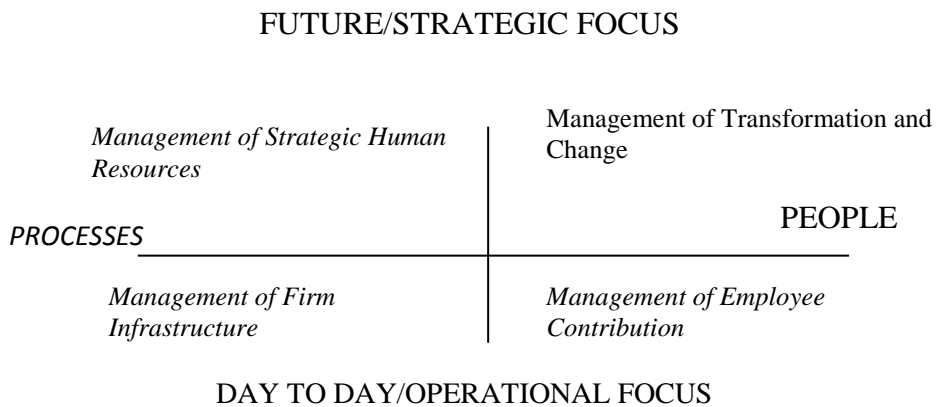 FUTURE/STRATEGIC FOCUS
Management of Strategic Human
Resources
Management of Transformation and
Change
PROCESSES
PEOPLE
Management of Firm
Infrastructure
Management of Employee
Contribution
DAY TO DAY/OPERATIONAL FOCUS